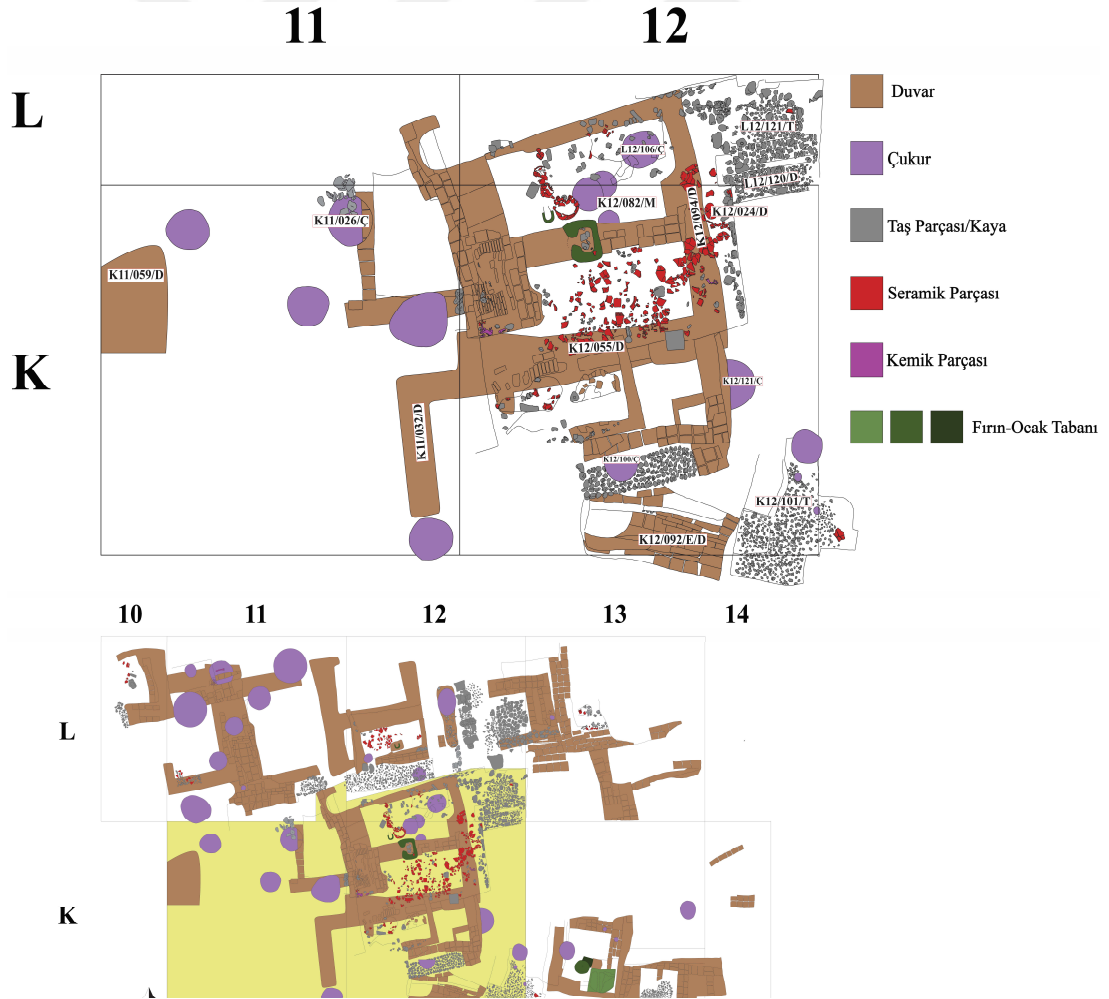 11 12
L
K
L12/121/T
L12/106/Ç
L12/120/D
K12/082/M
K12/094/D
K12/024/D
K11/026/Ç
K11/059/D
K12/055/D
K12/121/C
K11/032/D
K12/100/C
K12/101/T
K12/092/E/D
Duvar
Çukur
Taş Parçası/Kaya
Seramik Parçası
Kemik Parçası
Fırın-Ocak Tabanı
10 11 12 13 14
L
K